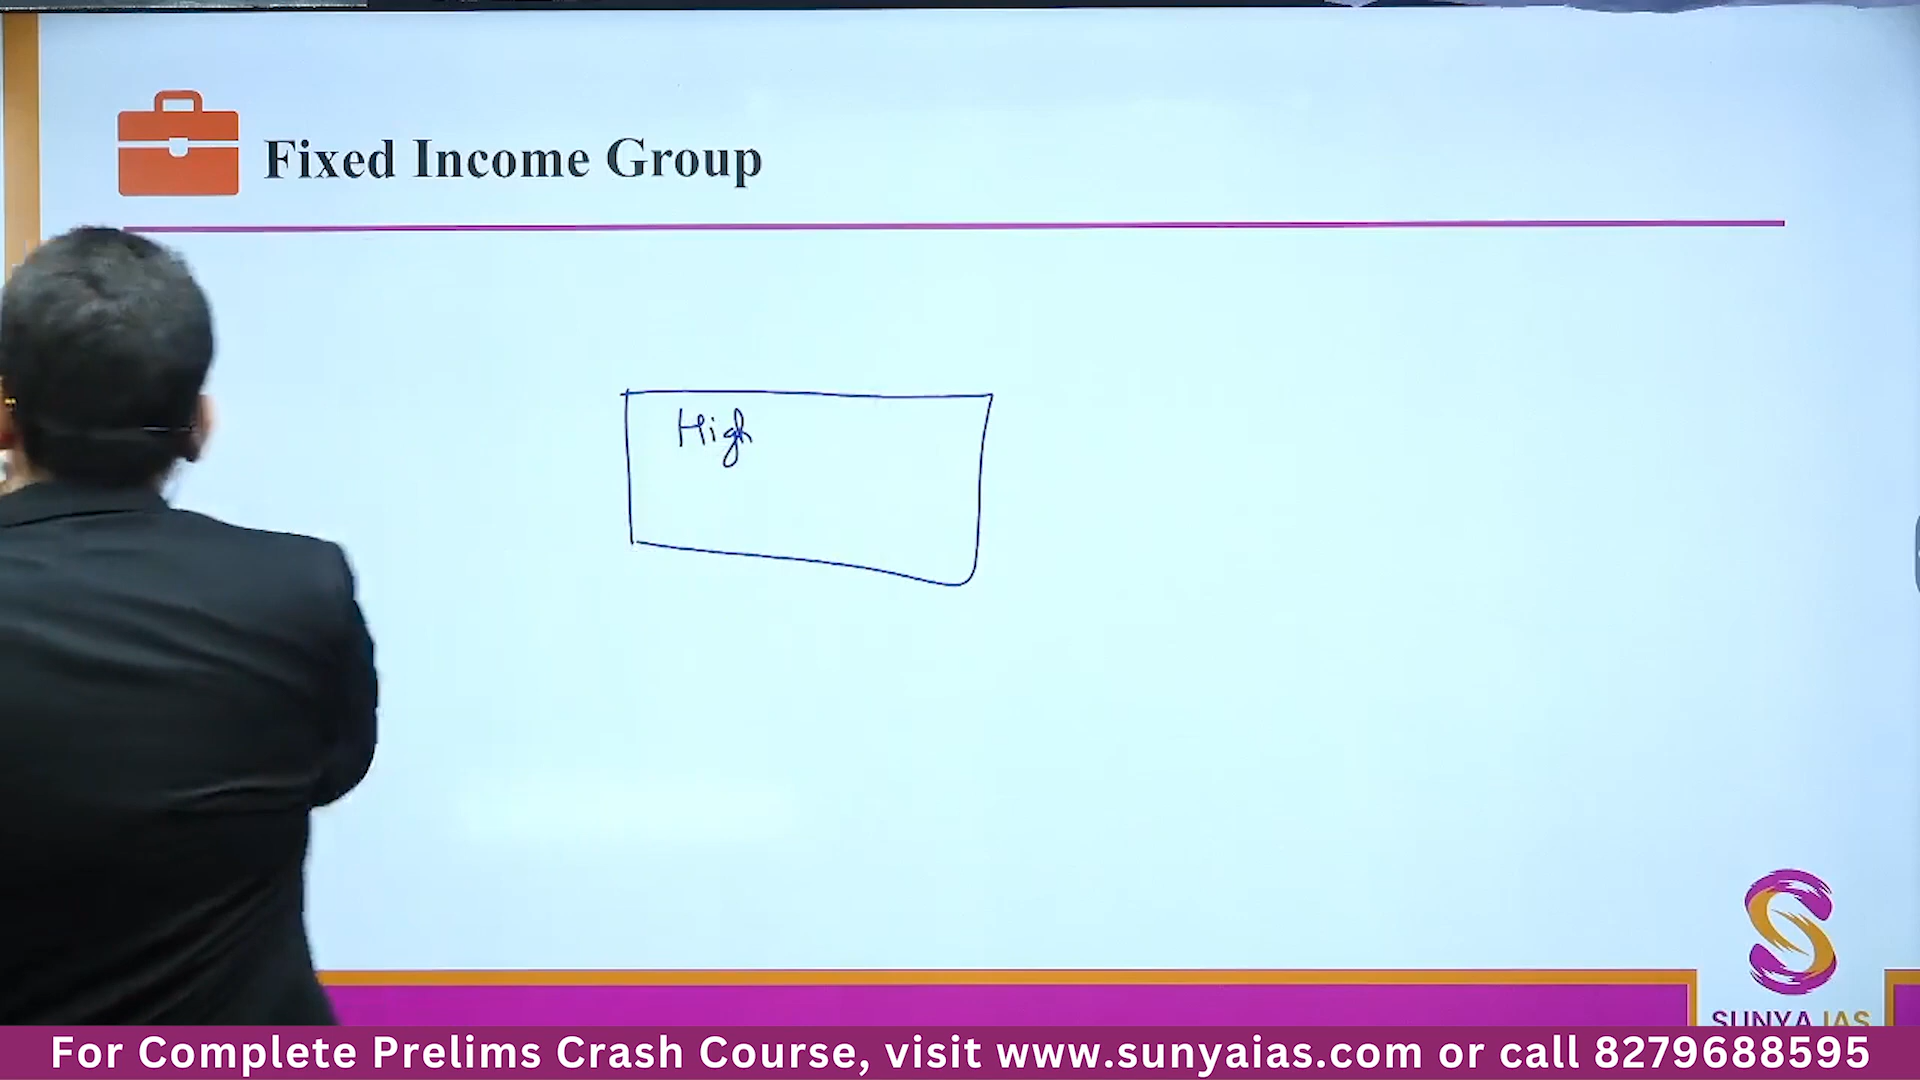 Fixed Income Group
High
SUNYA IAS
For Complete Prelims Crash Course, visit www.sunyaias.com or call 8279688595